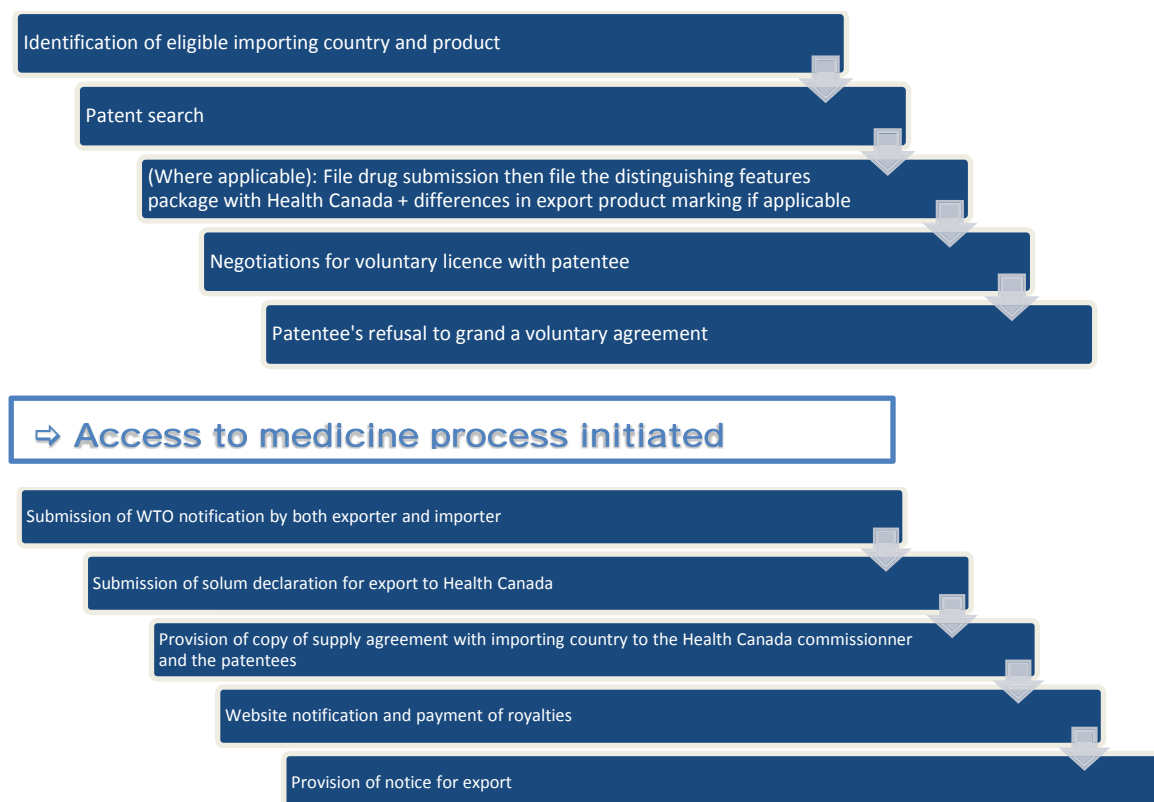 Identification of eligible importing country and product
Patent search
(Where applicable): File drug submission then file the distinguishing features
package with Health Canada + differences in export product marking if applicable
Negotiations for voluntary licence with patentee
Patentee's refusal to grand a voluntary agreement
⇨ Access to medicine process initiated
Submission of WTO notification by both exporter and importer
Submission of solum declaration for export to Health Canada
Provision of copy of supply agreement with importing country to the Health Canada commissionner
and the patentees
Website notification and payment of royalties
Provision of notice for export